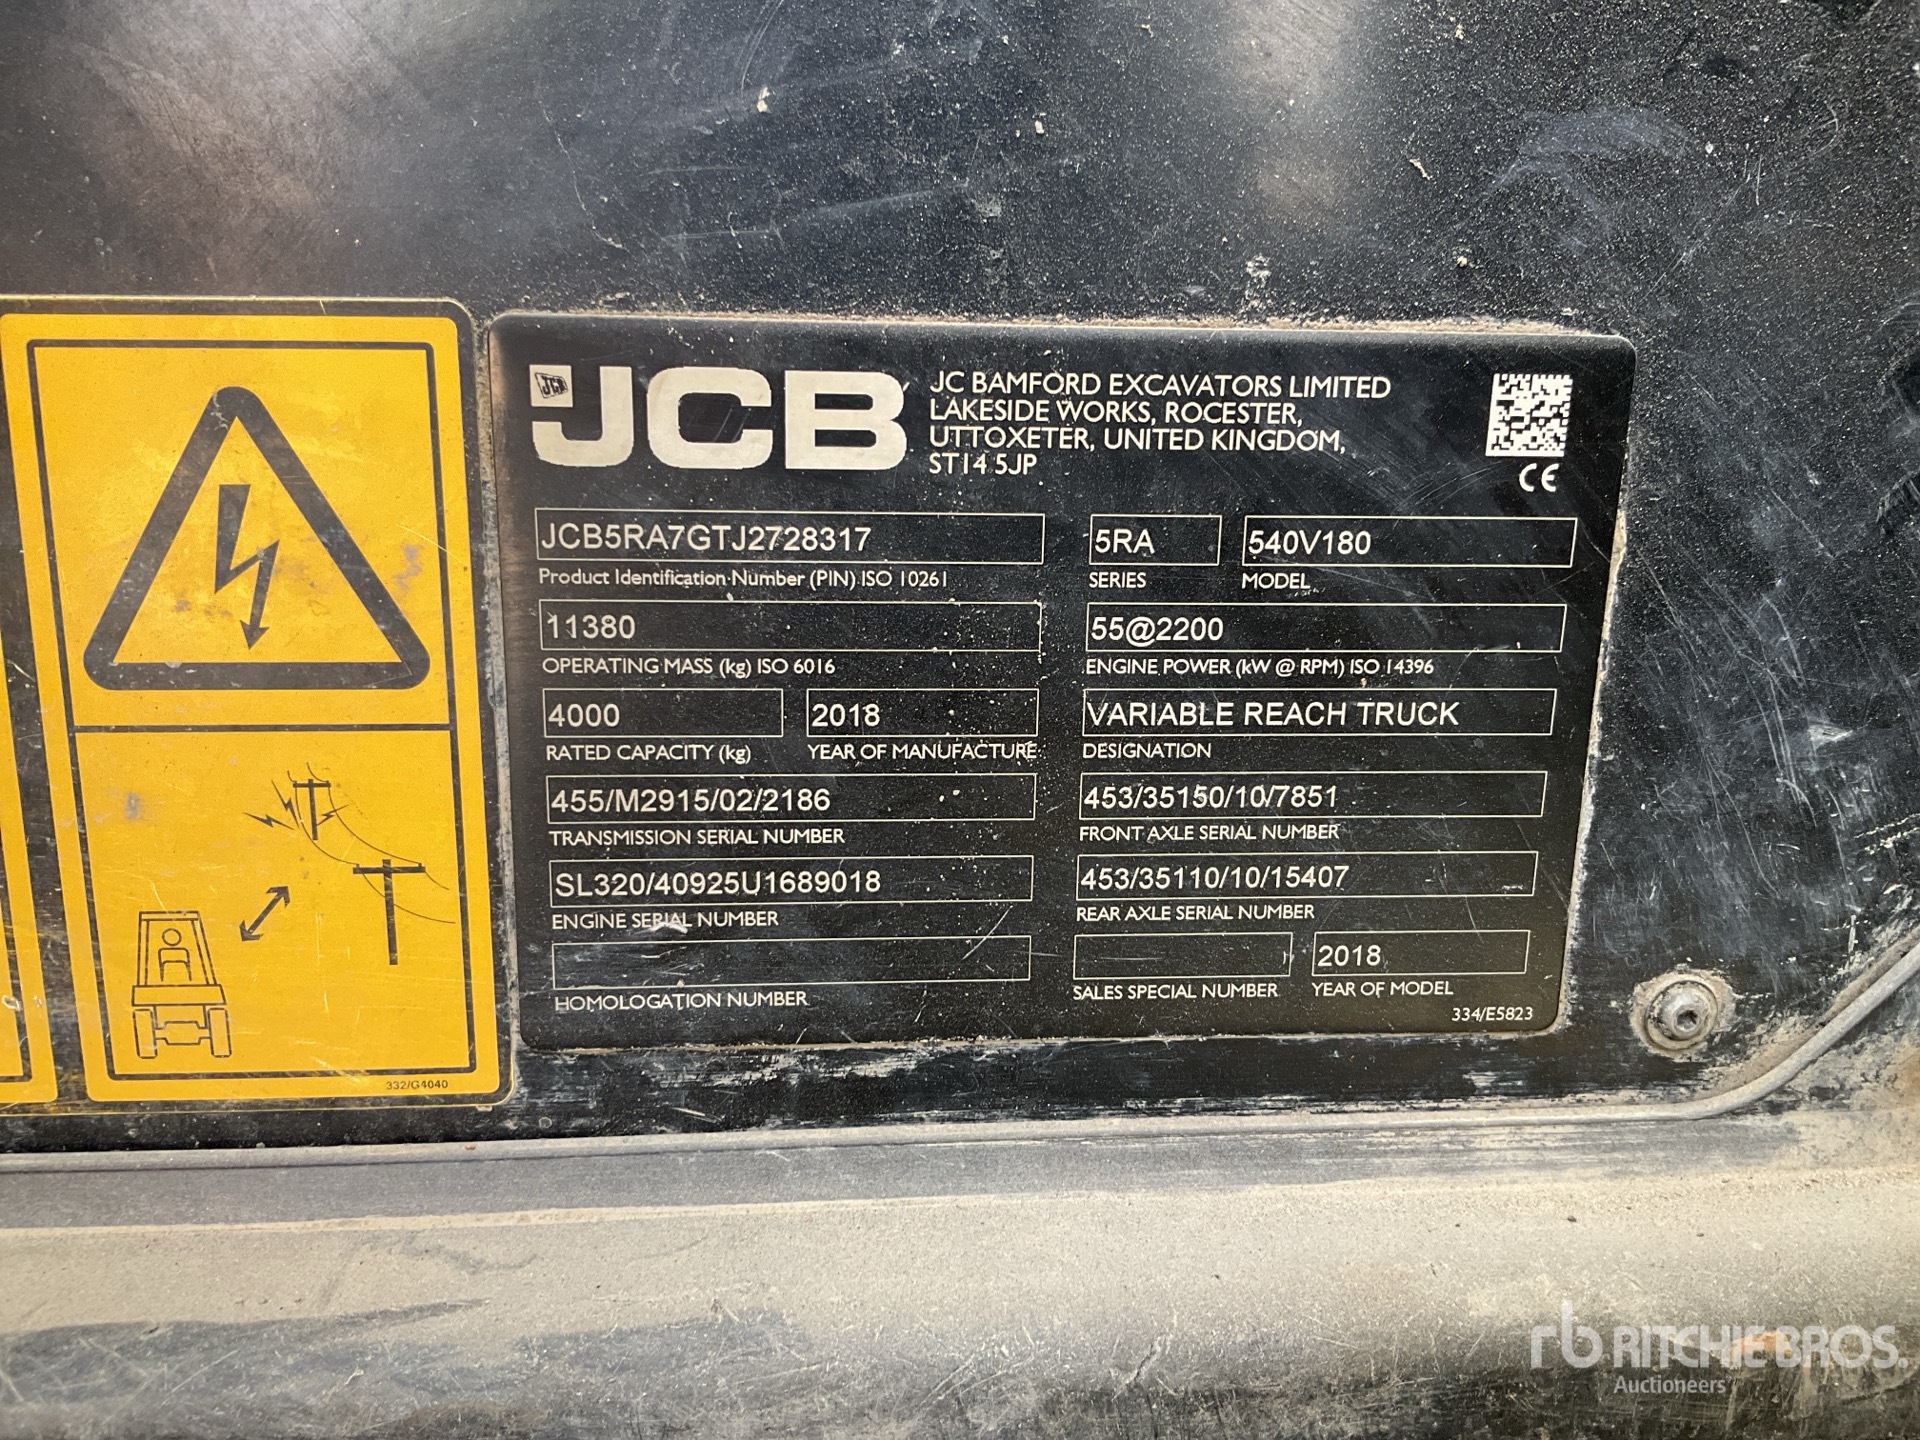 JCB
JCB
JC BAMFORD EXCAVATORS LIMITED
LAKESIDE WORKS, ROCESTER,
UTTOXETER, UNITED KINGDOM,
ST14 5JP
CE
JCB5RA7GTJ2728317
Product Identification Number (PIN) ISO 10261
5RA
SERIES
540V180
MODEL
11380
OPERATING MASS (kg) ISO 6016
55@2200
ENGINE POWER (kW @ RPM) ISO 14396
4000
RATED CAPACITY (kg)
2018
YEAR OF MANUFACTURE
VARIABLE REACH TRUCK
DESIGNATION
455/M2915/02/2186
TRANSMISSION SERIAL NUMBER
453/35150/10/7851
FRONT AXLE SERIAL NUMBER
SL320/40925U1689018
ENGINE SERIAL NUMBER
453/35110/10/15407
REAR AXLE SERIAL NUMBER
HOMOLOGATION NUMBER
SALES SPECIAL NUMBER
2018
YEAR OF MODEL
334/E5823
332/G4040
rb RITCHIE BROS.
Auctioneers